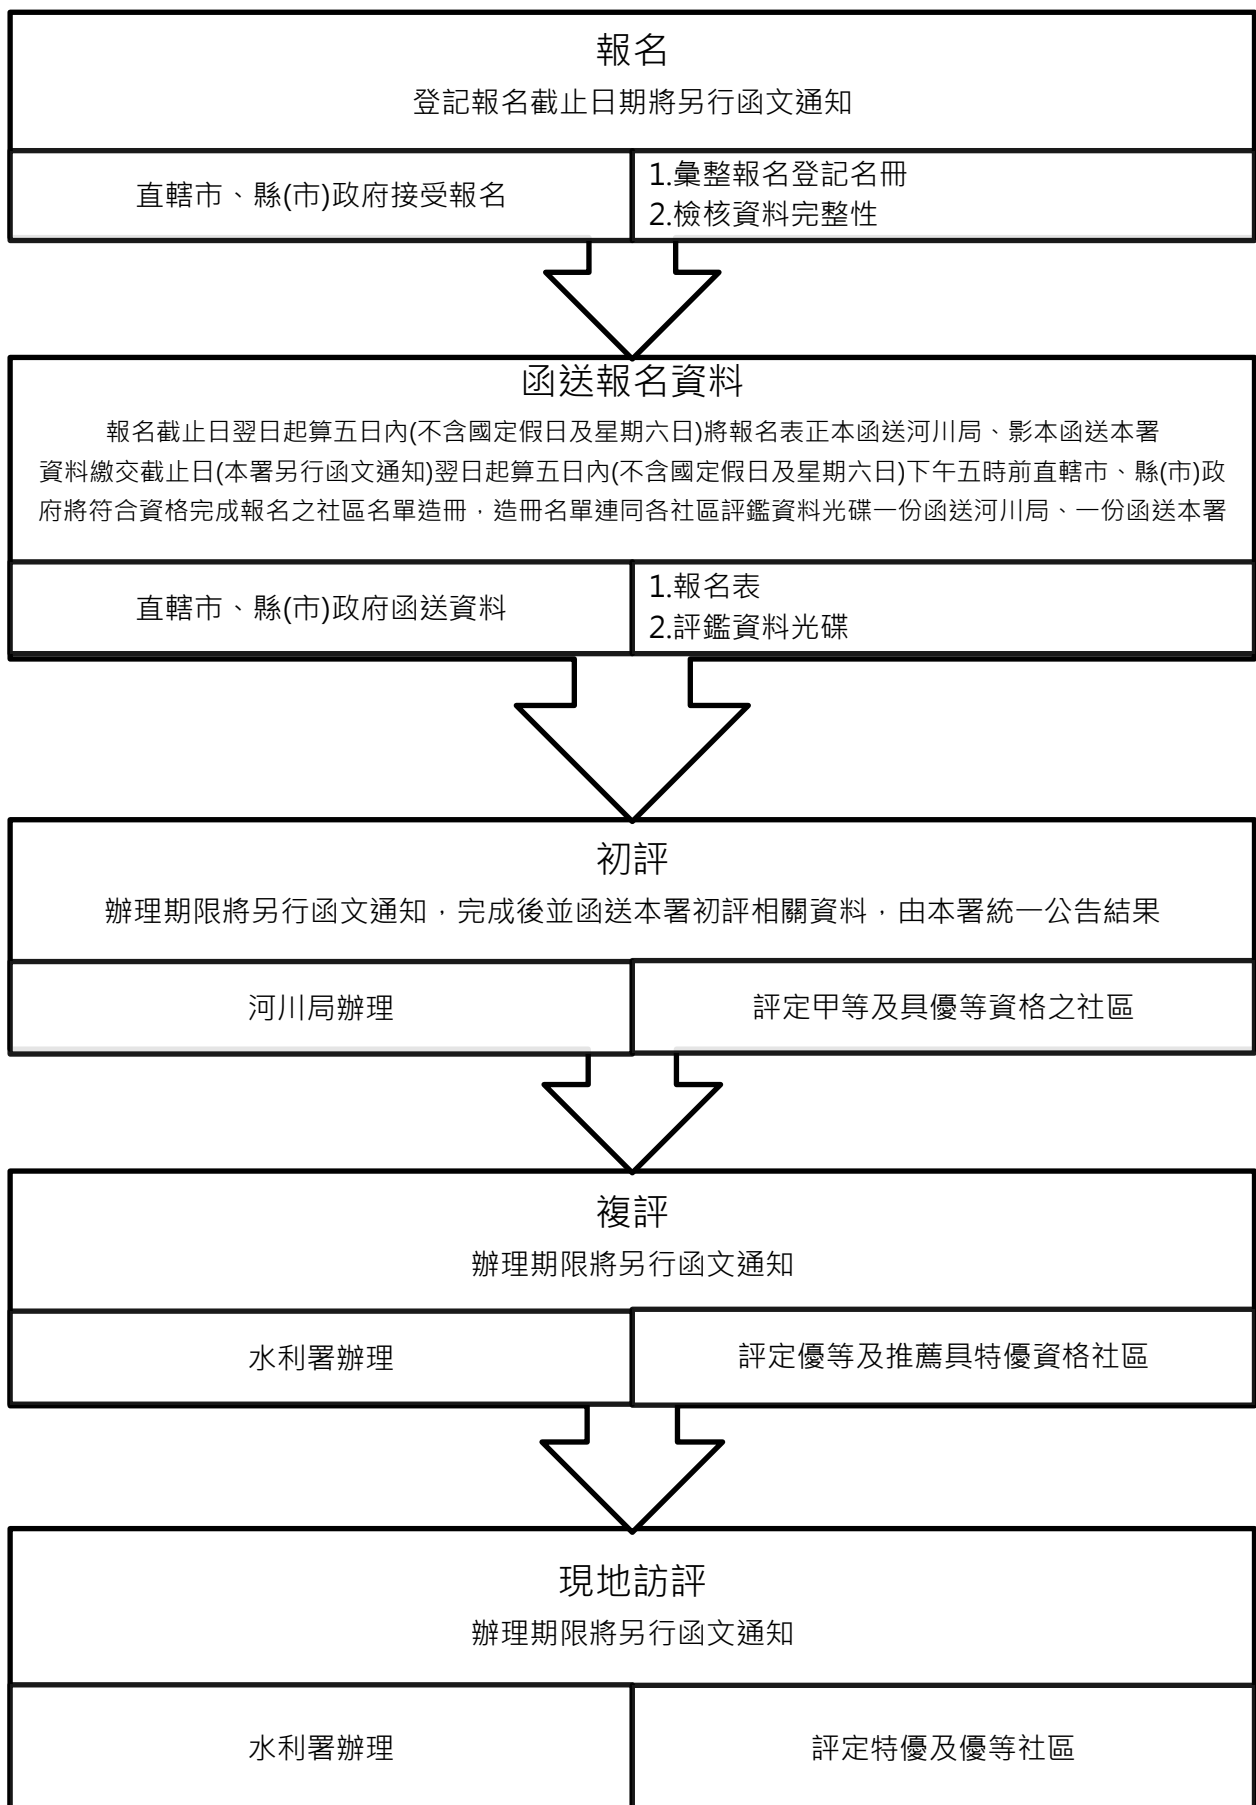 報名
登記報名截止日期將另行函文通知
直轄市、縣(市)政府接受報名
1.彙整報名登記名冊
2.檢核資料完整性
函送報名資料
報名截止日翌日起算五日內(不含國定假日及星期六日)將報名表正本函送河川局、影本函送本署
資料繳交截止日(本署另行函文通知)翌日起算五日內(不含國定假日及星期六日)下午五時前直轄市、縣(市)政
府將符合資格完成報名之社區名單造冊，造冊名單連同各社區評鑑資料光碟一份函送河川局、一份函送本署
直轄市、縣(市)政府函送資料
1.報名表
2.評鑑資料光碟
初評
辦理期限將另行函文通知，完成後並函送本署初評相關資料，由本署統一公告結果
河川局辦理
評定甲等及具優等資格之社區
複評
辦理期限將另行函文通知
水利署辦理
評定優等及推薦具特優資格社區
現地訪評
辦理期限將另行函文通知
水利署辦理
評定特優及優等社區